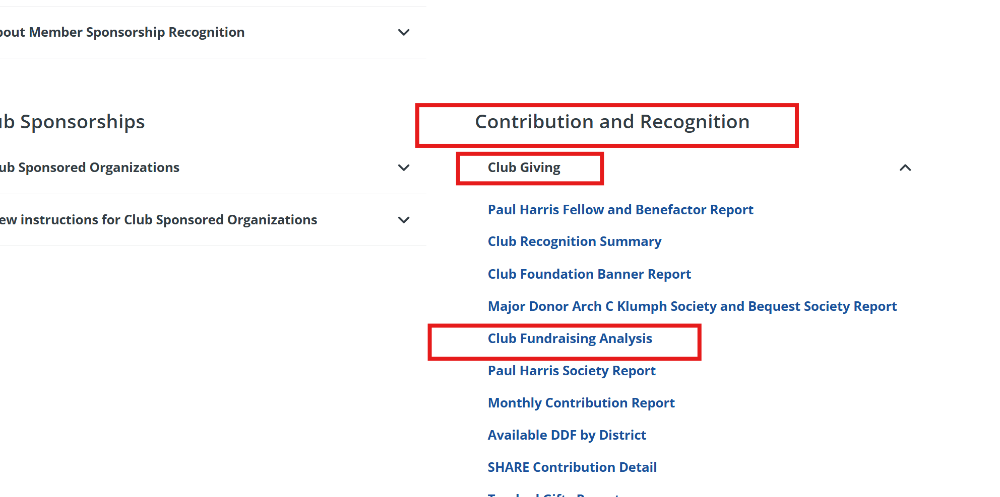 out Member Sponsorship Recognition
b Sponsorships
ub Sponsored Organizations
ew instructions for Club Sponsored Organizations
Contribution and Recognition
Club Giving
Paul Harris Fellow and Benefactor Report
Club Recognition Summary
Club Foundation Banner Report
Major Donor Arch C Klumph Society and Bequest Society Report
Club Fundraising Analysis
Paul Harris Society Report
Monthly Contribution Report
Available DDF by District
SHARE Contribution Detail